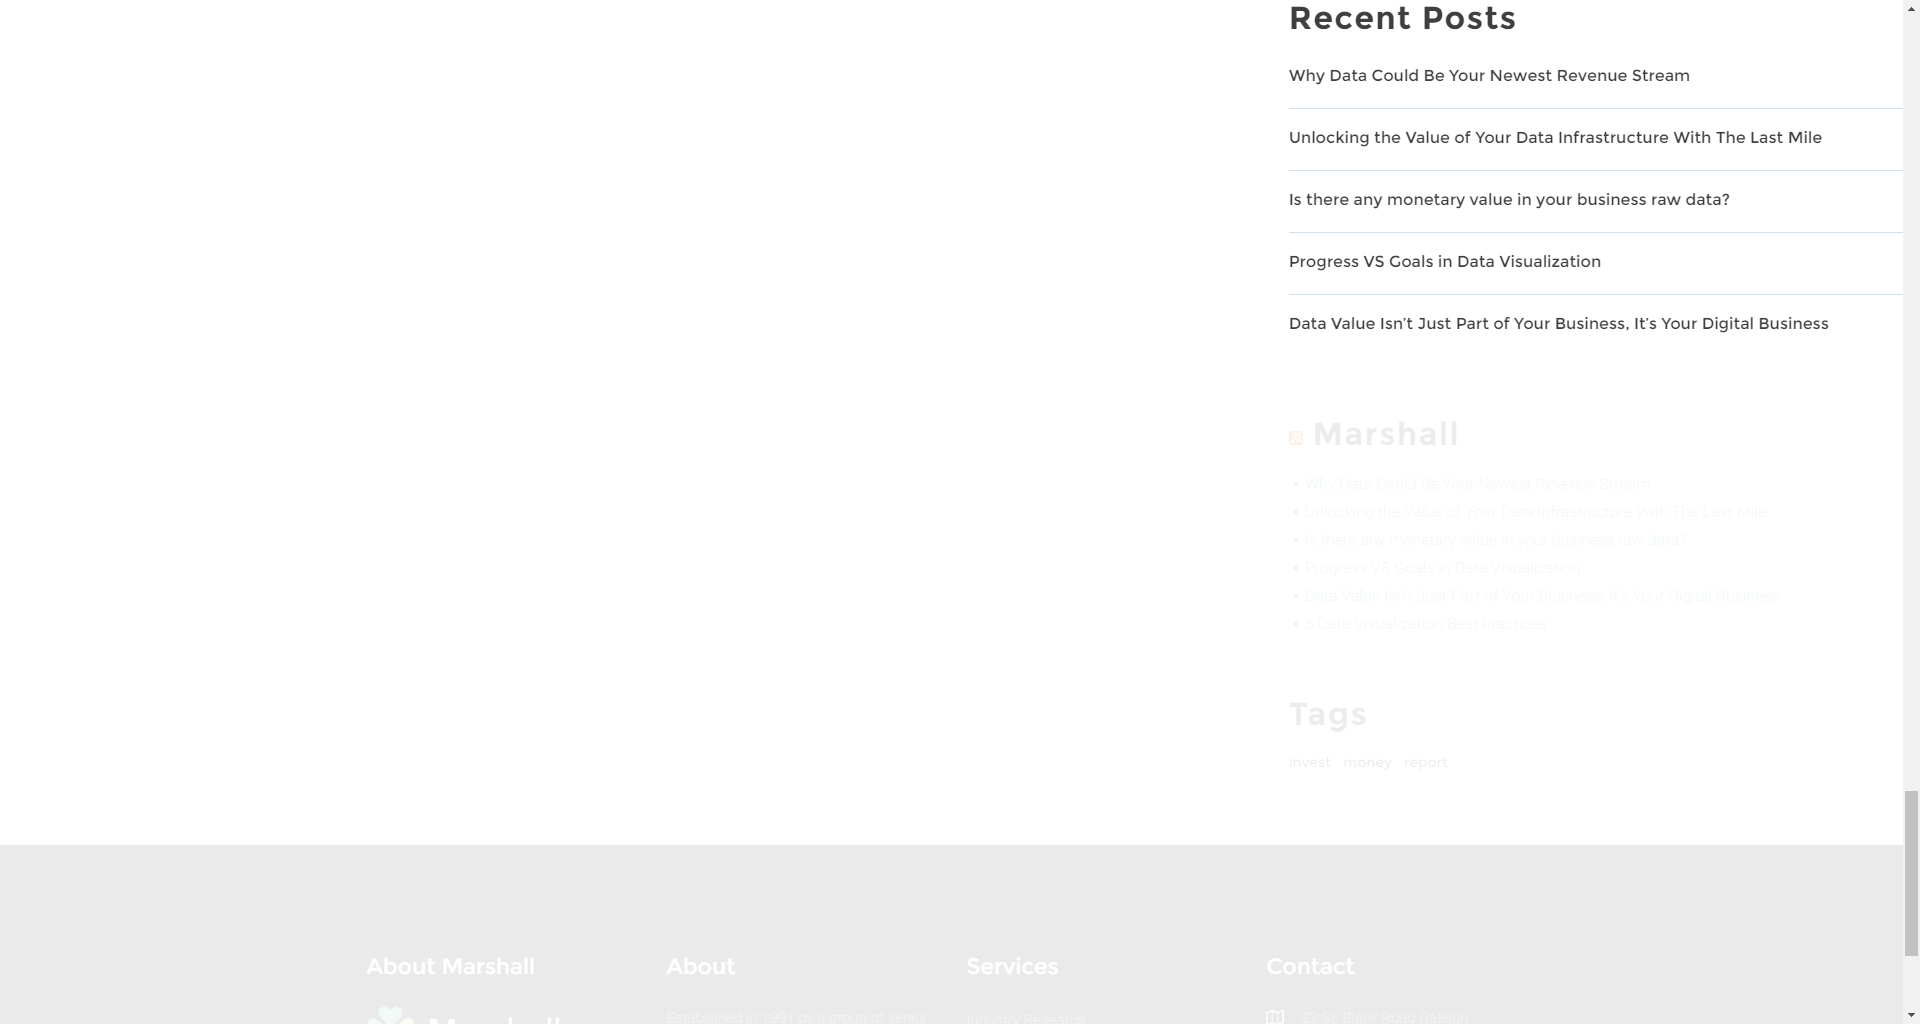 Recent Posts
Why Data Could Be Your Newest Revenue Stream
Unlocking the Value of Your Data Infrastructure With The Last Mile
Is there any monetary value in your business raw data?
Progress VS Goals in Data Visualization
Data Value Isn’t Just Part of Your Business, It’s Your Digital Business
Marshall
• Why Data Could Be Your Newest Revenue Stream
• Unlocking the Value of Your Data Infrastructure With The Last Mile
• Is there any monetary value in your business raw data?
• Progress VS Goals in Data Visualization
• Data Value Isn’t Just Part of Your Business, It’s Your Digital Business
• 5 Data Visualization Best Practices
Tags
invest money report
About Marshall
About
Services
Contact
Marshall
Established in 1991 by a group of senior
Industry Research
22 St. Black Road Raleigh